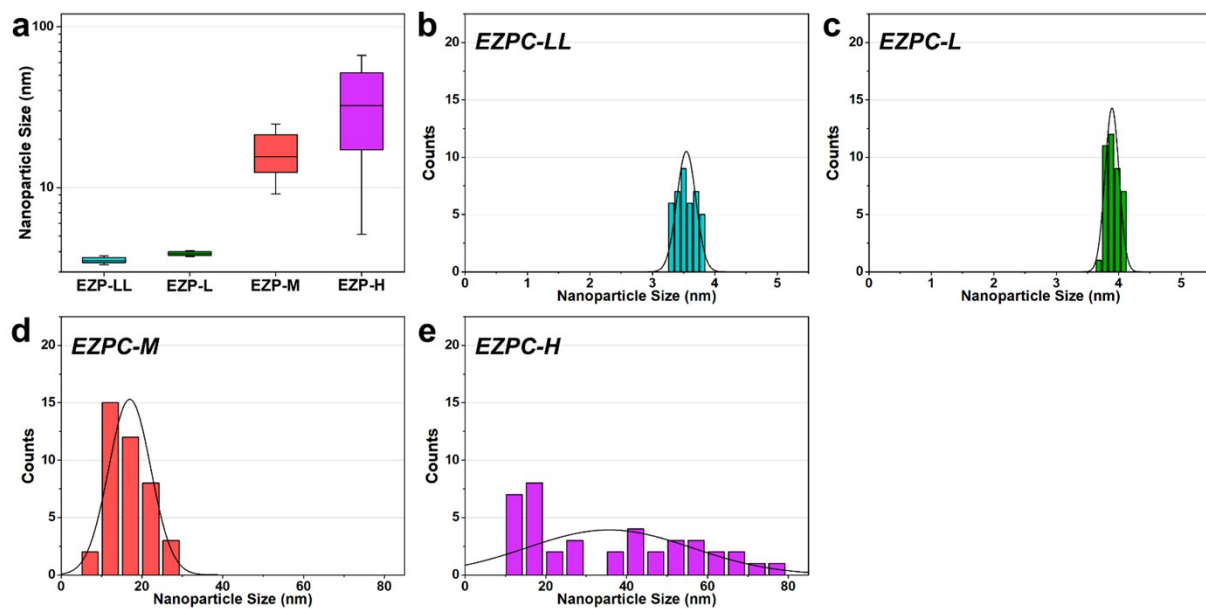 a
Nanoparticle Size (nm)
100
10
EZP-LL EZP-L EZP-M EZP-H
b
EZPC-LL
Counts
20
15
10
5
0
0 1 2 3 4 5
Nanoparticle Size (nm)
c
EZPC-L
Counts
20
15
10
5
0
0 1 2 3 4 5
Nanoparticle Size (nm)
d
EZPC-M
Counts
20
15
10
5
0
0 20 40 60 80
Nanoparticle Size (nm)
e
EZPC-H
Counts
20
15
10
5
0
0 20 40 60 80
Nanoparticle Size (nm)